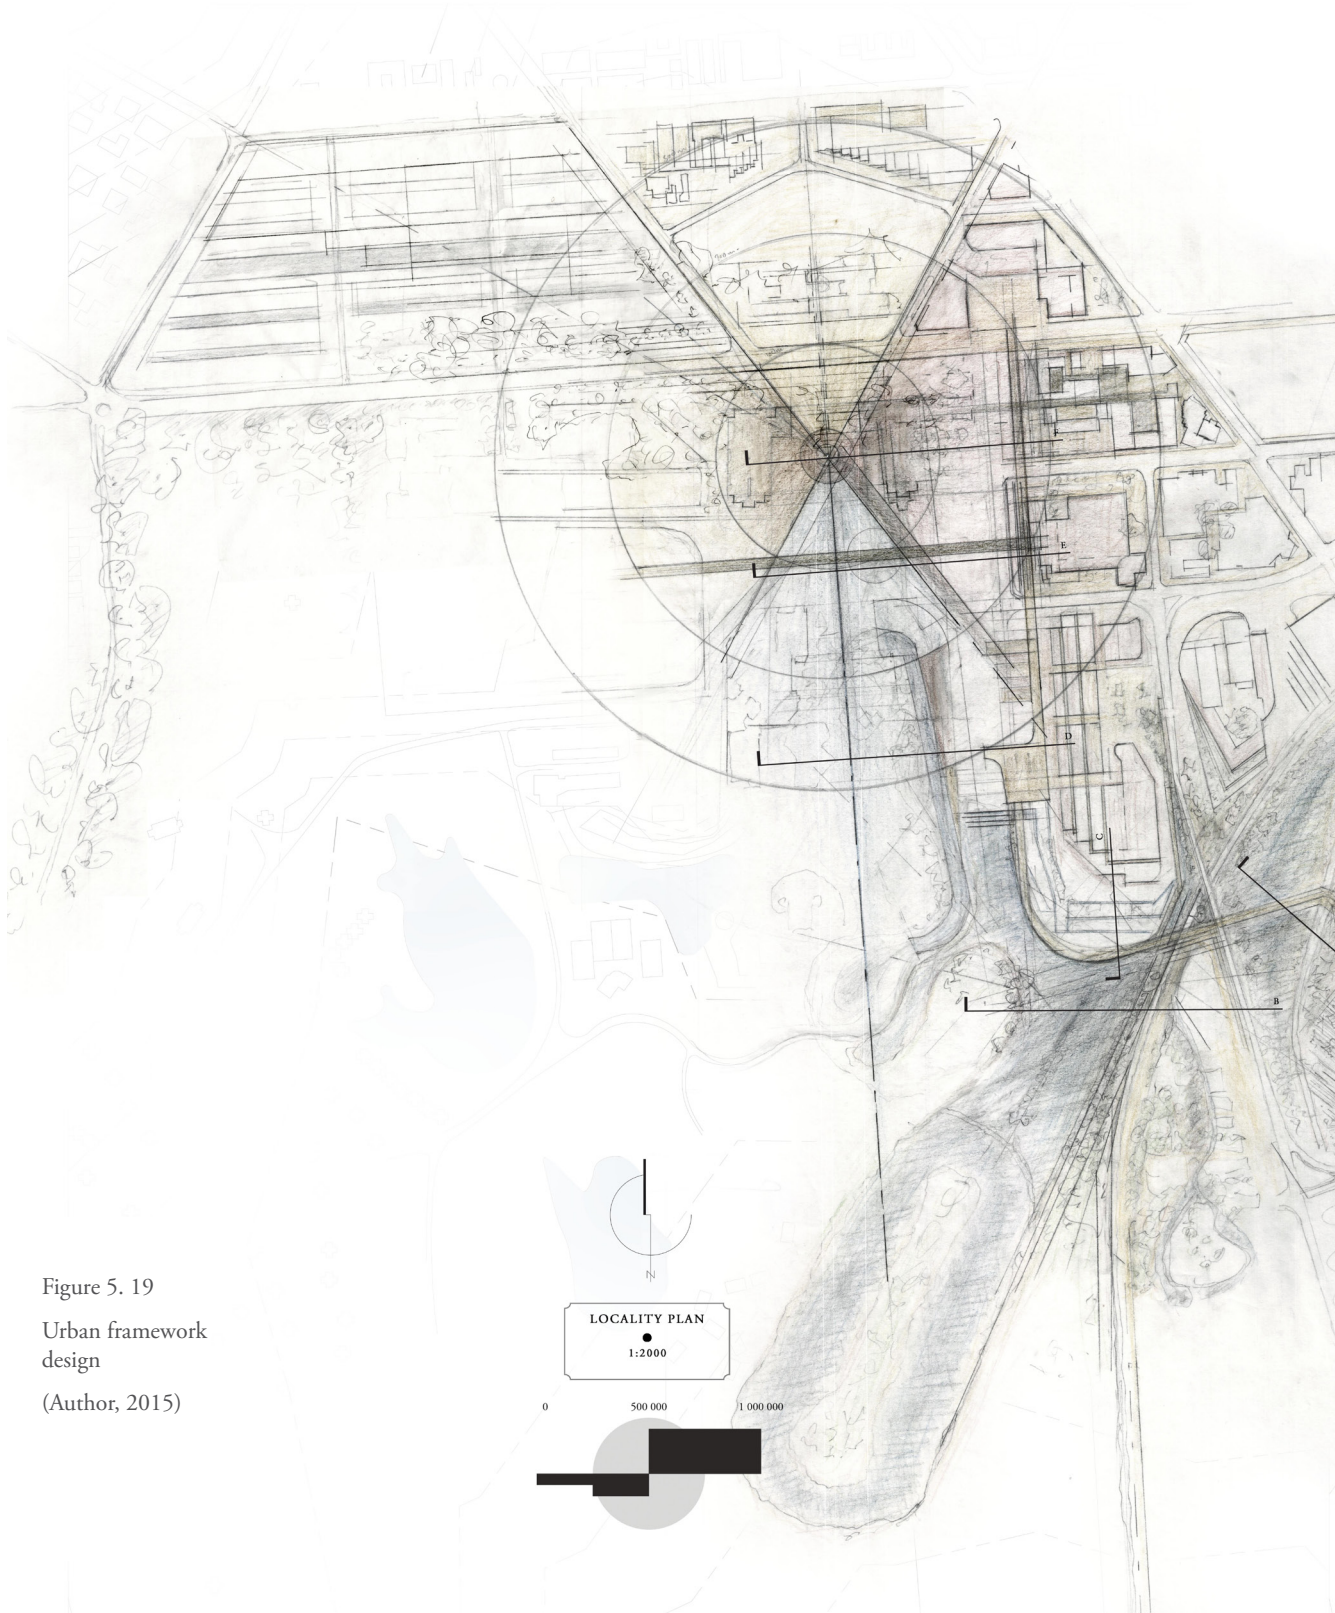 F
E
D
C
B
N
LOCALITY PLAN
1:2000
0 500 000 1 000 000
Figure 5. 19
Urban framework
design
(Author, 2015)